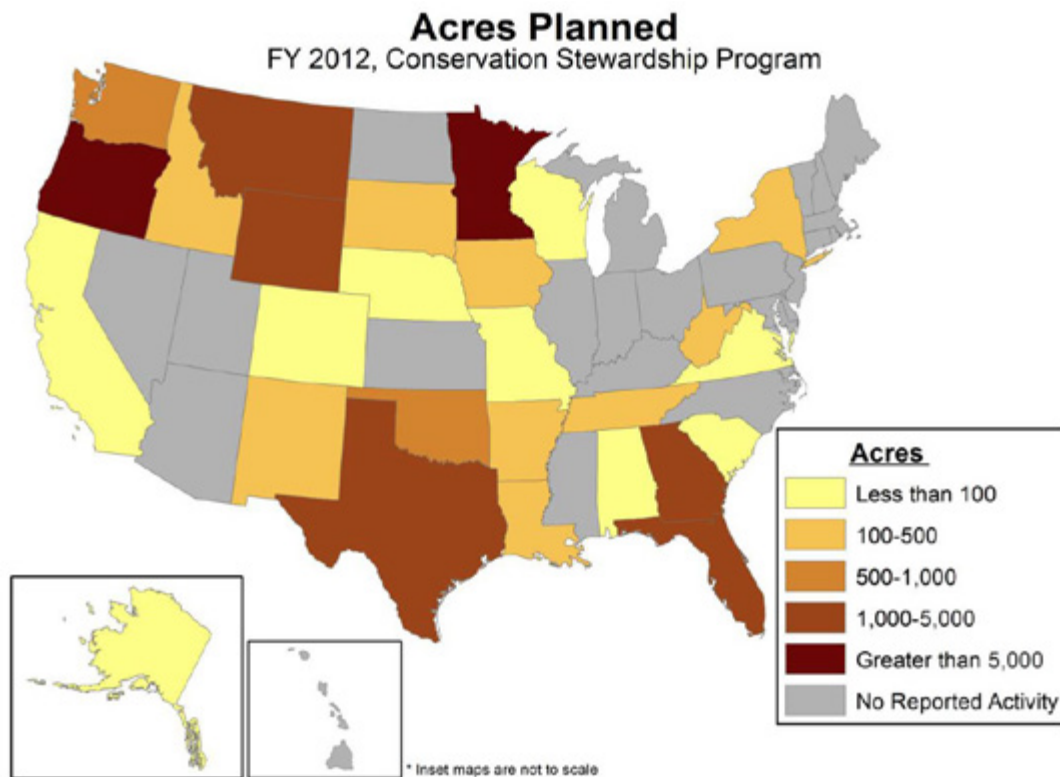 Acres Planned
FY 2012, Conservation Stewardship Program
Acres
Less than 100
100-500
500-1,000
1,000-5,000
Greater than 5,000
No Reported Activity
* Inset maps are not to scale